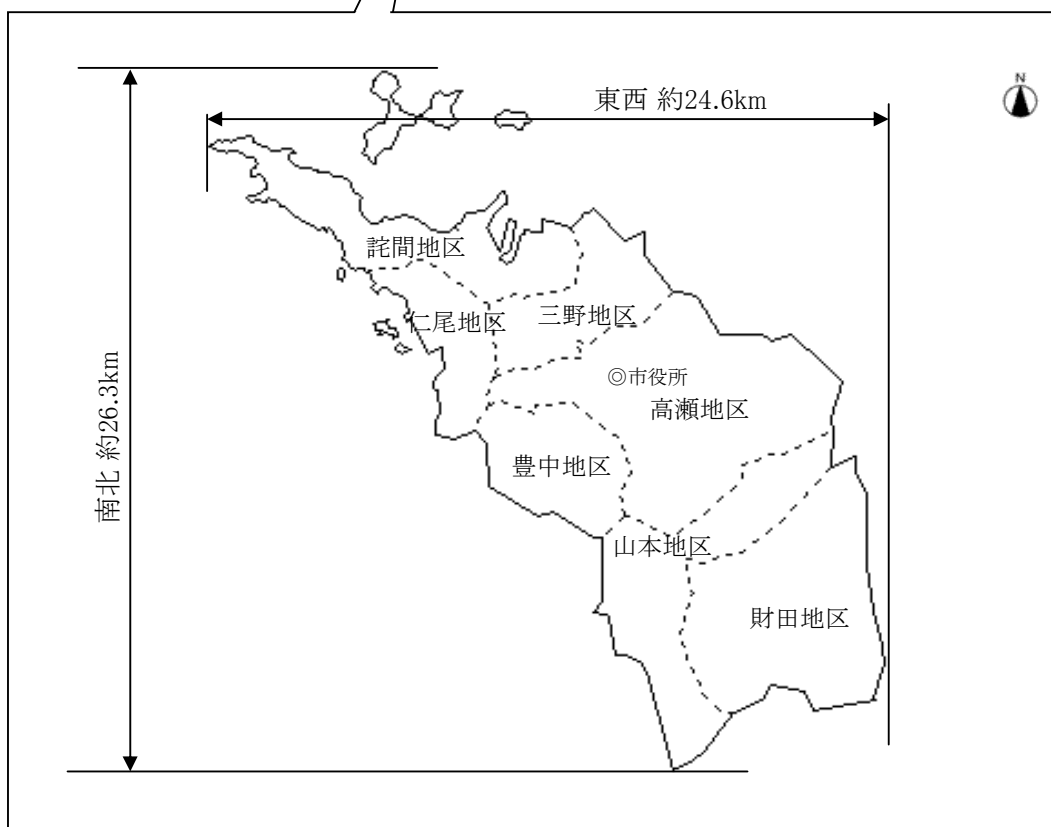 N
東西 約24.6km
詫間地区
仁尾地区
三野地区
◎市役所
高瀬地区
豊中地区
南北 約26.3km
山本地区
財田地区